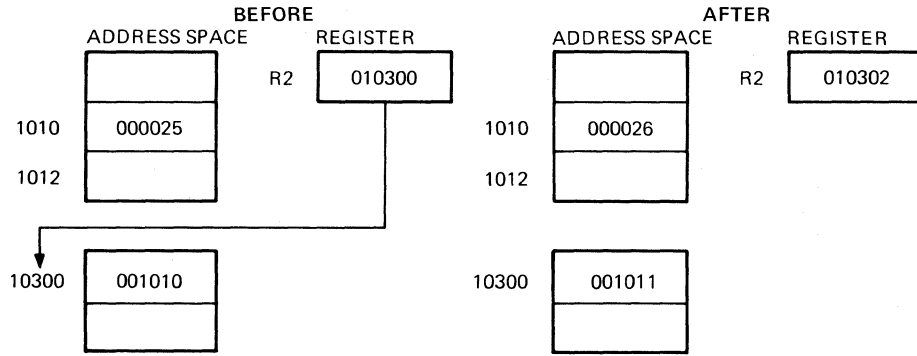 BEFORE AFTER
ADDRESS SPACE REGISTER ADDRESS SPACE REGISTER
R2 010300 R2 010302
1010 000025 1010 000026
1012 1012
10300 001010 10300 001011